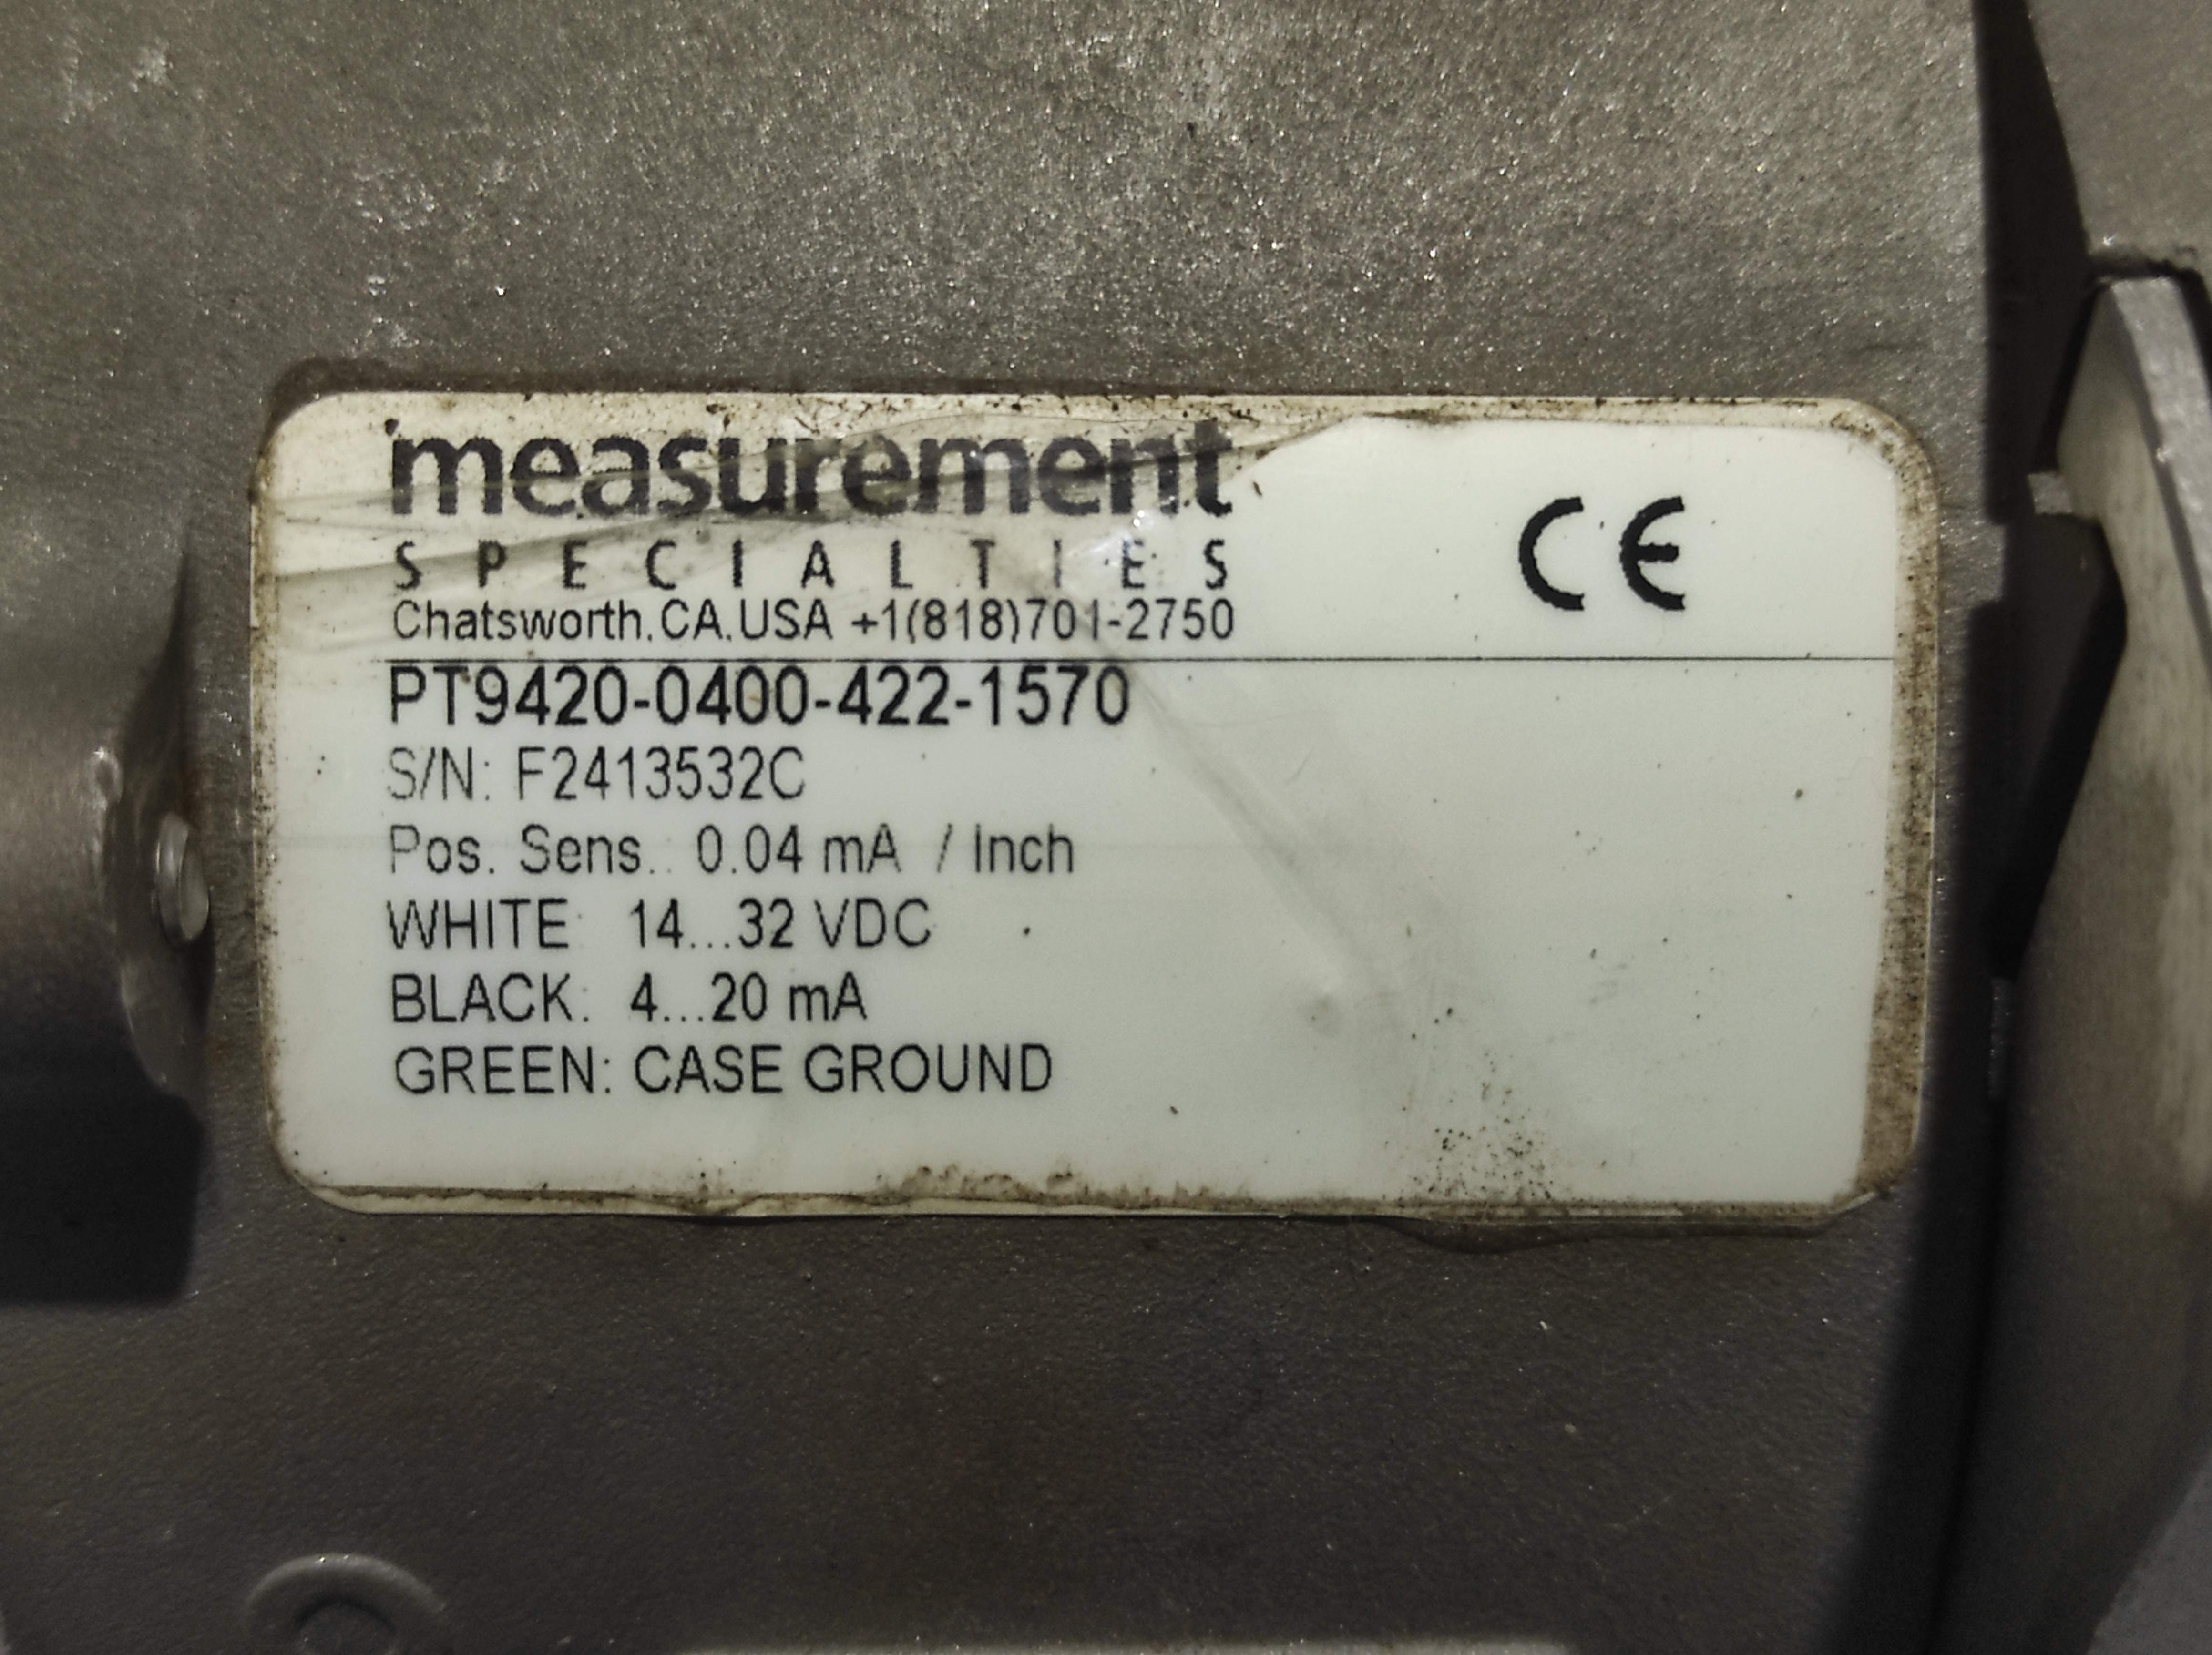 measurement
SPECIALTIES
Chatsworth,CA,USA +1(818)701-2750
CE
PT9420-0400-422-1570
S/N: F2413532C
Pos. Sens.: 0.04 mA / Inch
WHITE: 14...32 VDC
BLACK: 4...20 mA
GREEN: CASE GROUND